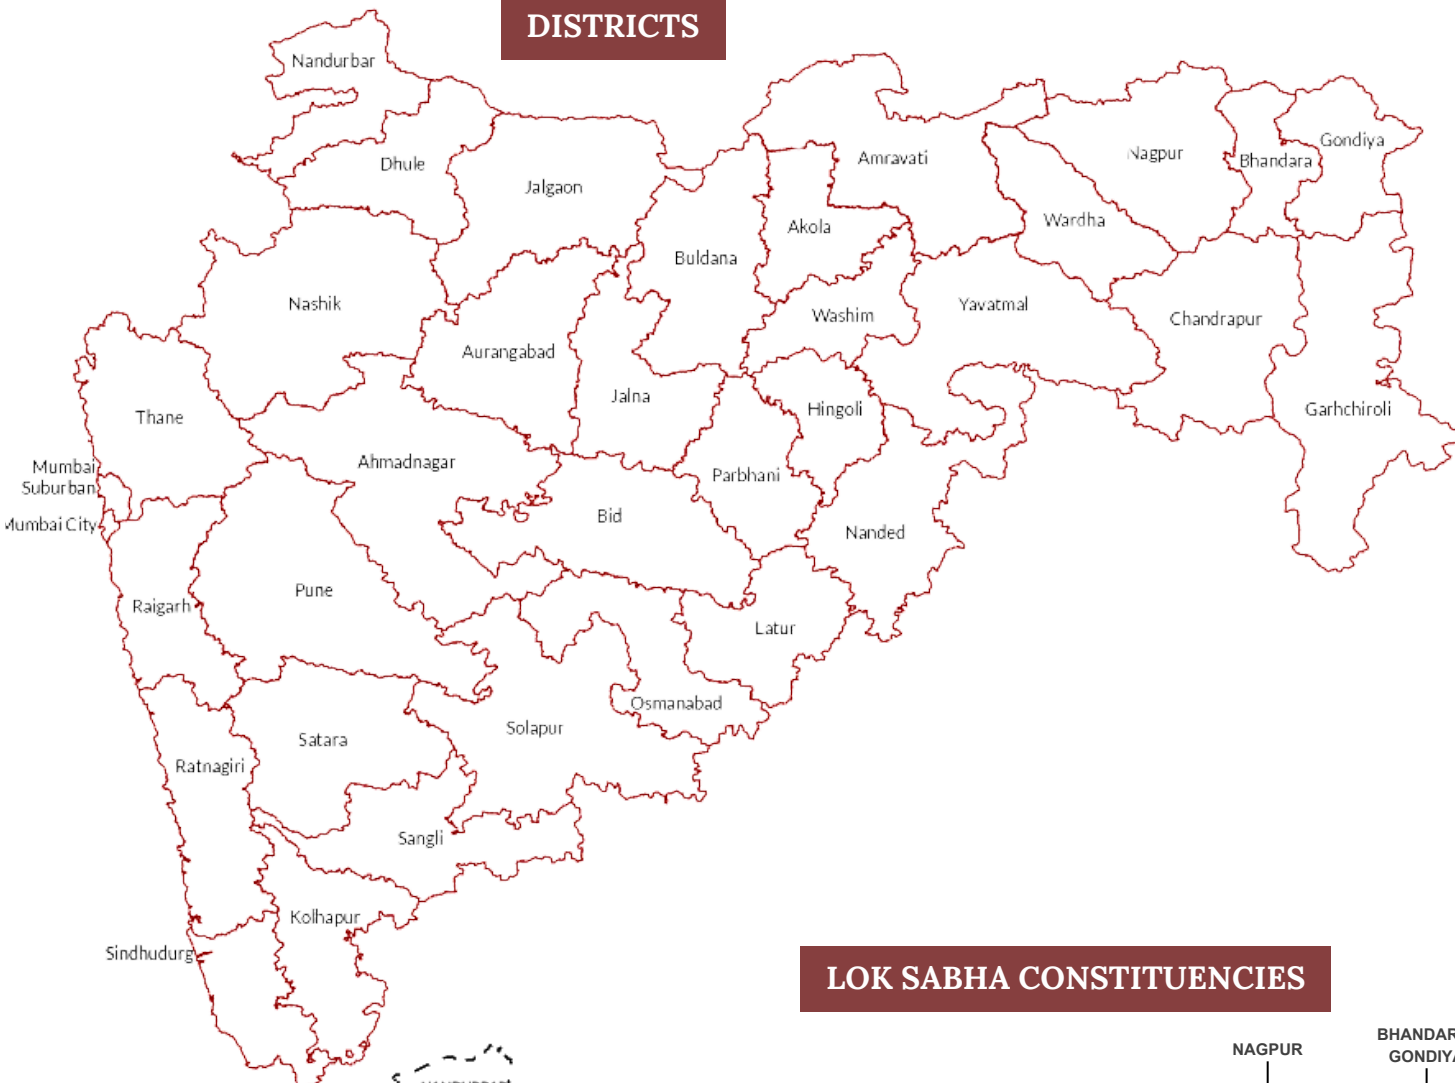 DISTRICTS
Nandurbar
Dhule
Jalgaon
Amravati
Nagpur
Bhandara
Gondiya
Akola
Wardha
Buldana
Nashik
Washim
Yavatmal
Chandrapur
Aurangabad
Jalna
Hingoli
Garhchiroli
Thane
Ahmadnagar
Mumbai
Suburban
Parbhani
Mumbai City
Bid
Nanded
Raigarh
Pune
Latur
Osmanabad
Solapur
Satara
Ratnagiri
Sangli
Kolhapur
Sindhudurg
LOK SABHA CONSTITUENCIES
NAGPUR
BHANDAR
GONDIY